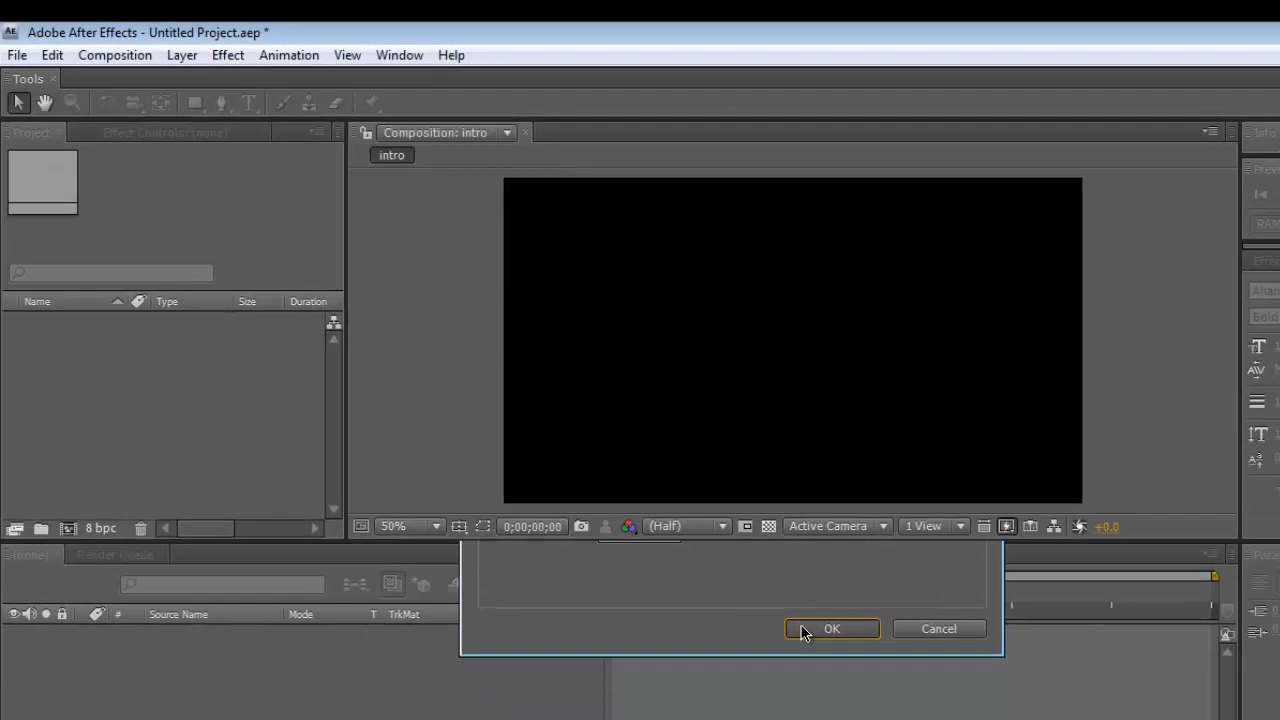 Adobe After Effects - Untitled Project.aep *
File Edit Composition Layer Effect Animation View Window Help
Tools
Project Effect Controls: (none) Composition: intro Info
intro
Name Type Size Duration
8 bpc 50% 0;00;00;00 (Half) Active Camera 1 View +0.0
(none) Render Queue
# Source Name Mode T TrkMat
OK Cancel